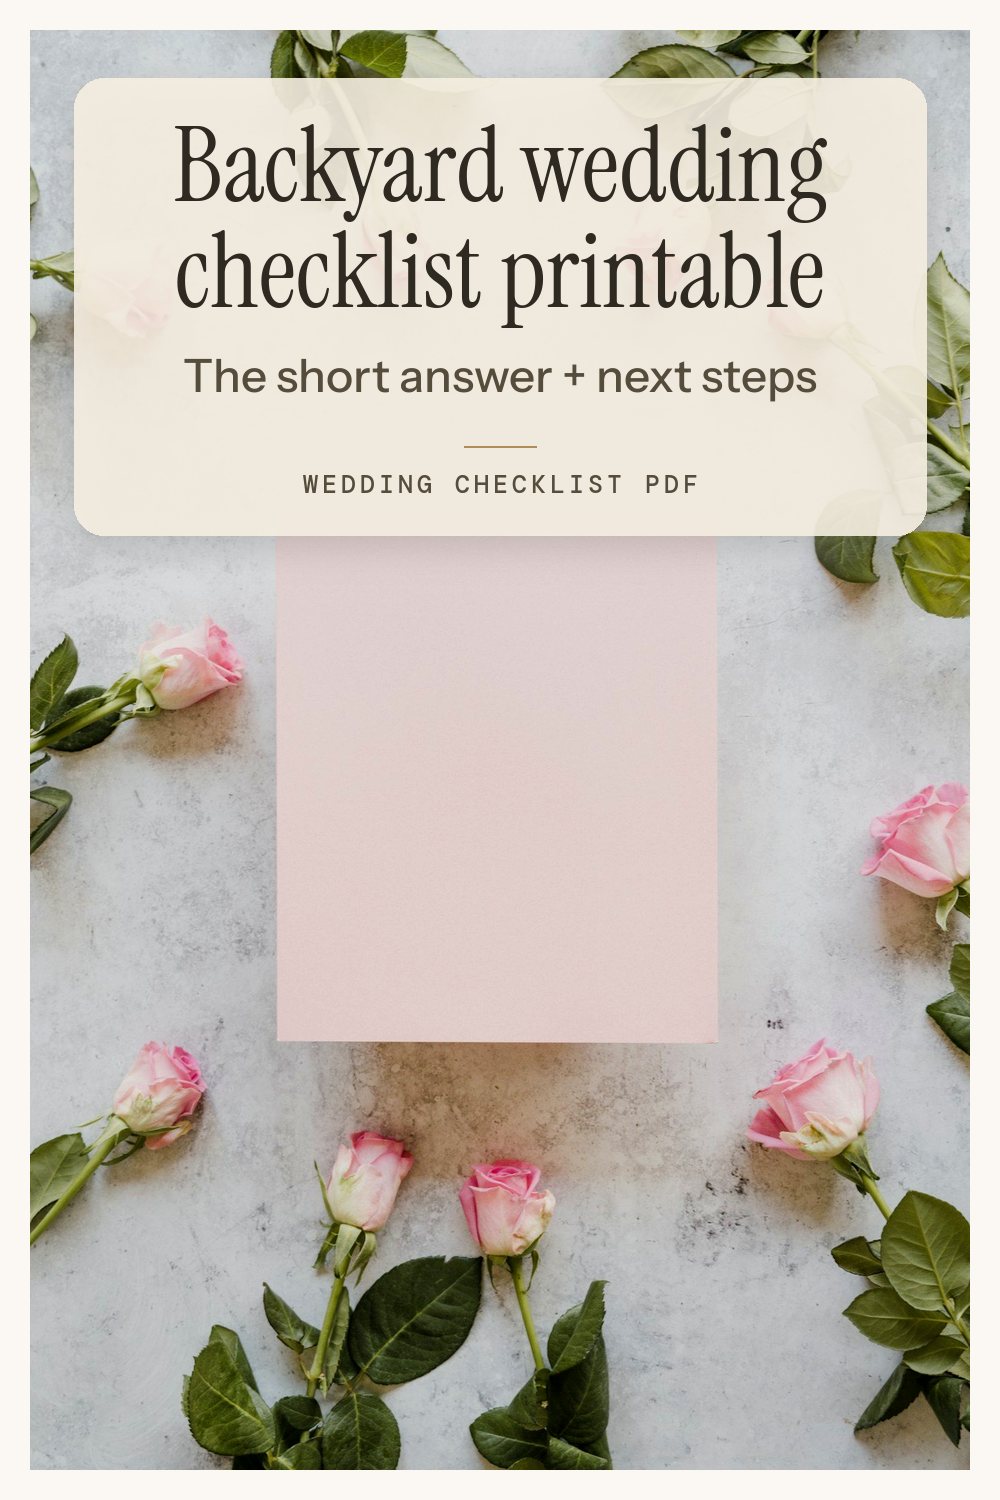 Backyard wedding
checklist printable
The short answer + next steps
WEDDING CHECKLIST PDF